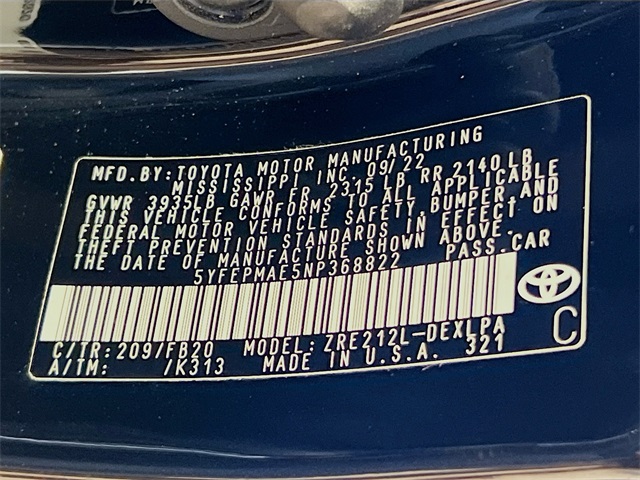 MFD. BY: TOYOTA MOTOR MANUFACTURING
MISSISSIPPI INC. 09/22
GVWR 3935LB GAWR FR 2315 LB RR 2140LB
THIS VEHICLE CONFORMS TO ALL APPLICABLE
FEDERAL MOTOR VEHICLE SAFETY, BUMPER AND
THEFT PREVENTION STANDARDS IN EFFECT ON
THE DATE OF MANUFACTURE SHOWN ABOVE.
5YFEPMAE5NP368822 PASS.CAR
C/TR:209/FB20 MODEL: ZRE212L-DEXLPA
A/TM: /K313 MADE IN U.S.A. 321
C